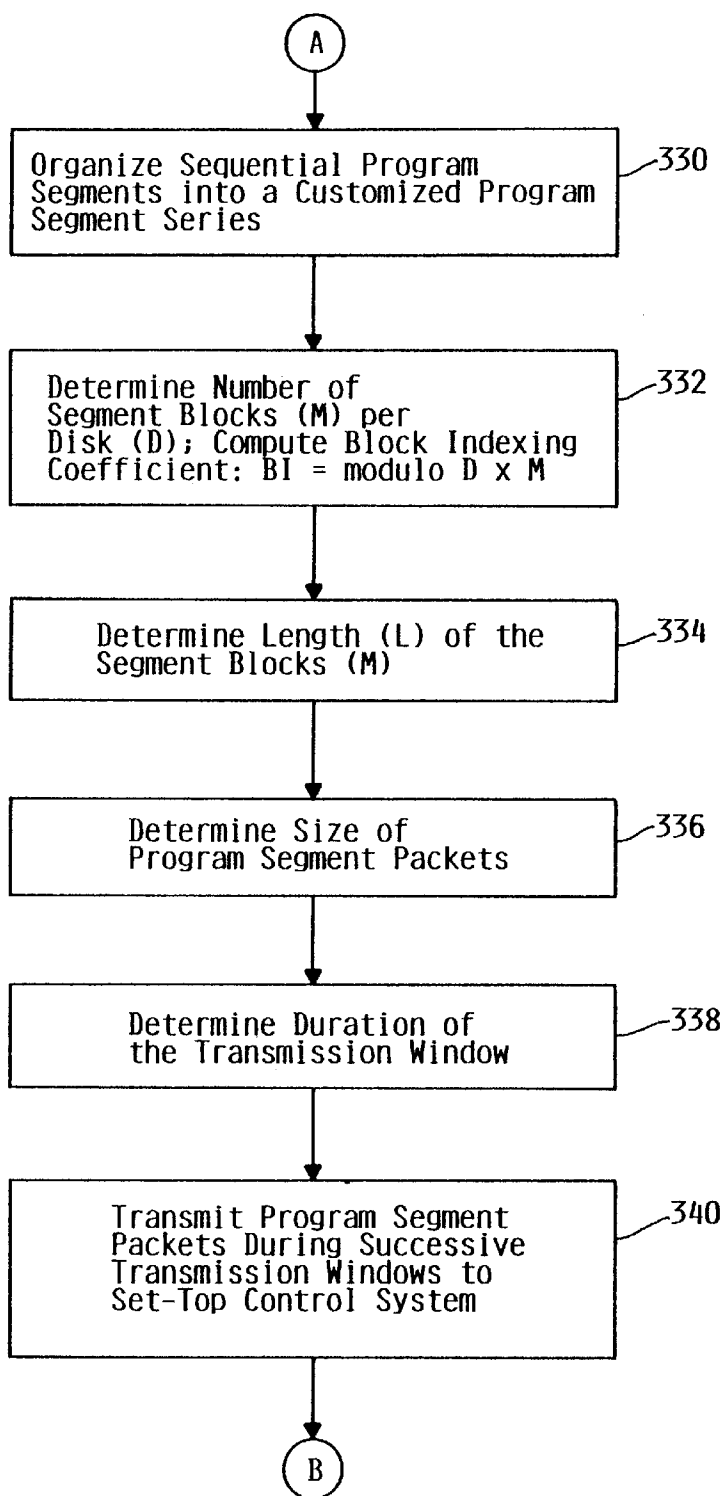 A
Organize Sequential Program
Segments into a Customized Program
Segment Series
330
Determine Number of
Segment Blocks (M) per
Disk (D); Compute Block Indexing
Coefficient: BI = modulo D x M
332
Determine Length (L) of the
Segment Blocks (M)
334
Determine Size of
Program Segment Packets
336
Determine Duration of
the Transmission Window
338
Transmit Program Segment
Packets During Successive
Transmission Windows to
Set-Top Control System
340
B